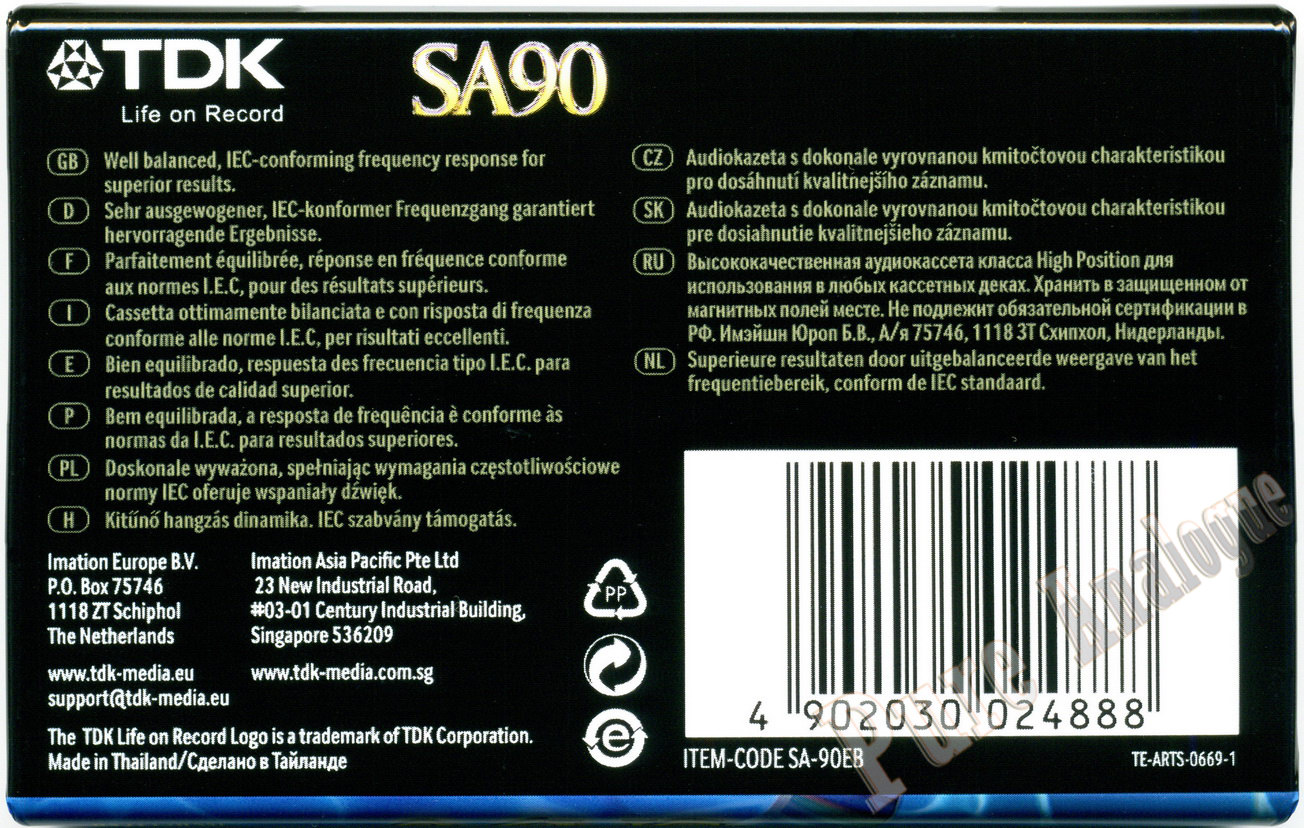 TDK
Life on Record
SA90
GB Well balanced, IEC-conforming frequency response for
superior results.
D Sehr ausgewogener, IEC-konformer Frequenzgang garantiert
hervorragende Ergebnisse.
F Parfaitement équilibrée, réponse en fréquence conforme
aux normes I.E.C, pour des résultats supérieurs.
I Cassetta ottimamente bilanciata e con risposta di frequenza
conforme alle norme I.E.C, per risultati eccellenti.
E Bien equilibrado, respuesta des frecuencia tipo I.E.C. para
resultados de calidad superior.
P Bem equilibrada, a resposta de frequência è conforme às
normas da I.E.C. para resultados superiores.
PL Doskonale wyważona, spełniając wymagania częstotliwościowe
normy IEC oferuje wspaniały dźwięk.
H Kitűnő hangzás dinamika. IEC szabvány támogatás.
CZ Audiokazeta s dokonale vyrovnanou kmitočtovou charakteristikou
pro dosáhnutí kvalitnejšího záznamu.
SK Audiokazeta s dokonale vyrovnanou kmitočtovou charakteristikou
pre dosiahnutie kvalitnejšieho záznamu.
RU Высококачественная аудиокассета класса High Position для
использования в любых кассетных деках. Хранить в защищенном от
магнитных полей месте. Не подлежит обязательной сертификации в
РФ. Имэйшн Юроп Б.В., А/я 75746, 1118 ЗТ Схипхол, Нидерланды.
NL Superieure resultaten door uitgebalanceerde weergave van het
frequentiebereik, conform de IEC standaard.
Imation Europe B.V.
P.O. Box 75746
1118 ZT Schiphol
The Netherlands
www.tdk-media.eu
support@tdk-media.eu
Imation Asia Pacific Pte Ltd
23 New Industrial Road,
#03-01 Century Industrial Building,
Singapore 536209
www.tdk-media.com.sg
The TDK Life on Record Logo is a trademark of TDK Corporation.
Made in Thailand/Сделано в Тайланде
PP
e
4 902030 024888
ITEM-CODE SA-90EB
TE-ARTS-0669-1
Pure Analogue